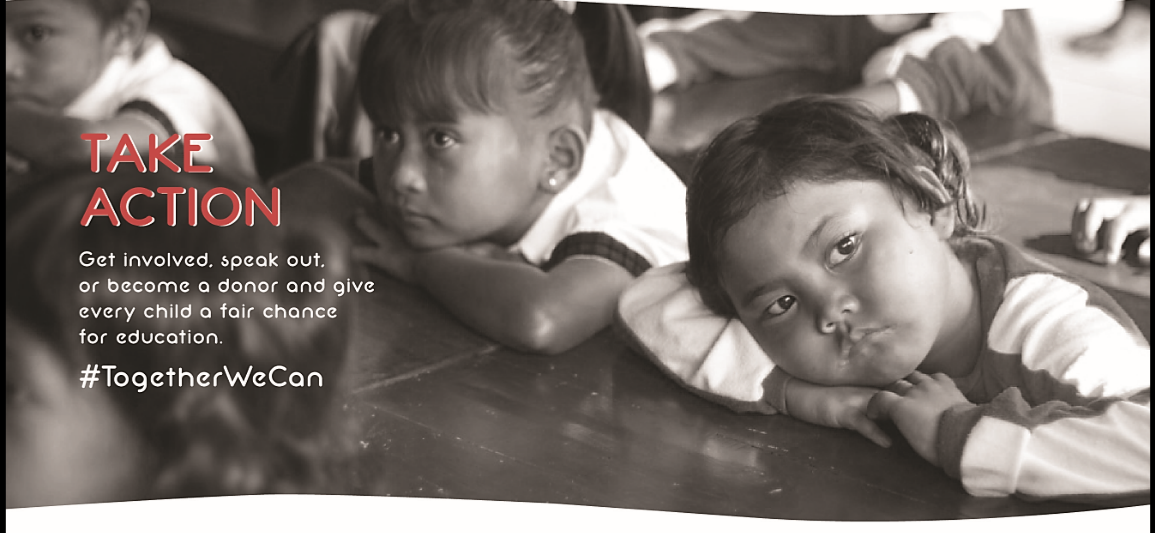 TAKE
ACTION
Get involved, speak out,
or become a donor and give
every child a fair chance
for education.
#TogetherWeCan